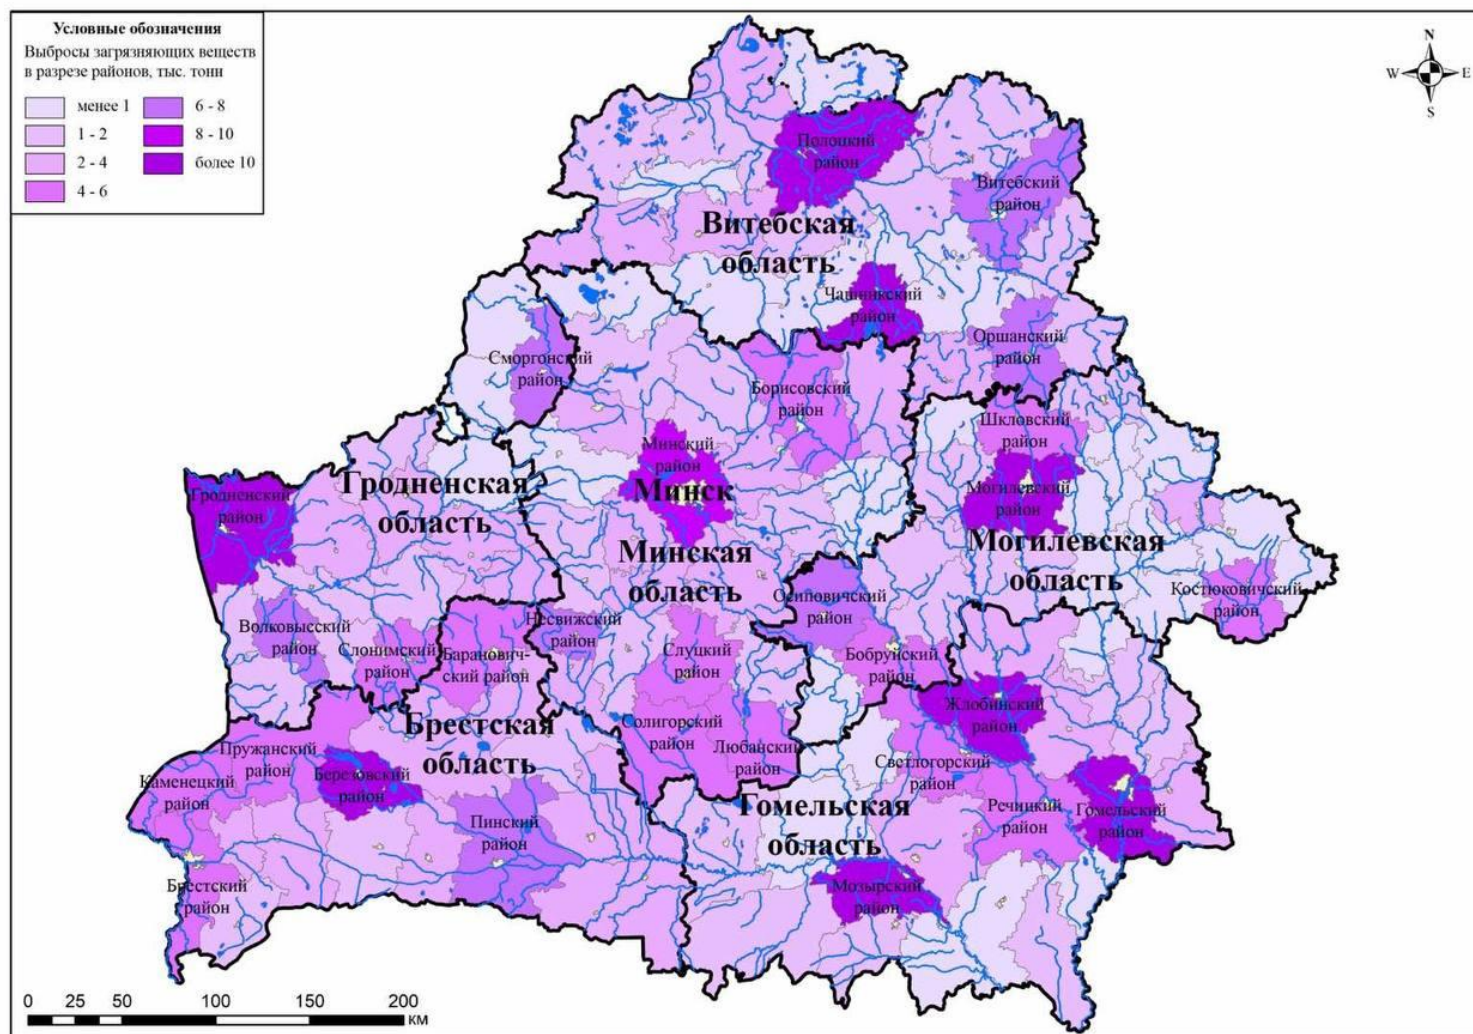 Условные обозначения
Выбросы загрязняющих веществ
в разрезе районов, тыс. тонн
менее 1
1 - 2
2 - 4
4 - 6
6 - 8
8 - 10
более 10
N
W
E
S
Полоцкий
район
Витебский
район
Витебская
область
Чашникский
район
Оршанский
район
Сморгонский
район
Борисовский
район
Шкловский
район
Минский
район
Минск
Могилевский
район
Гродненский
район
Гродненская
область
Минская
область
Могилевская
область
Костюковичский
район
Осиповичский
район
Волковысский
район
Слонимский
район
Баранович-
ский район
Несвижский
район
Слуцкий
район
Бобруйский
район
Жлобинский
район
Брестская
область
Солигорский
район
Любанский
район
Светлогорский
район
Пружанский
район
Каменецкий
район
Березовский
район
Пинский
район
Гомельская
область
Речицкий
район
Гомельский
район
Мозырский
район
Брестский
район
0 25 50 100 150 200
КМ